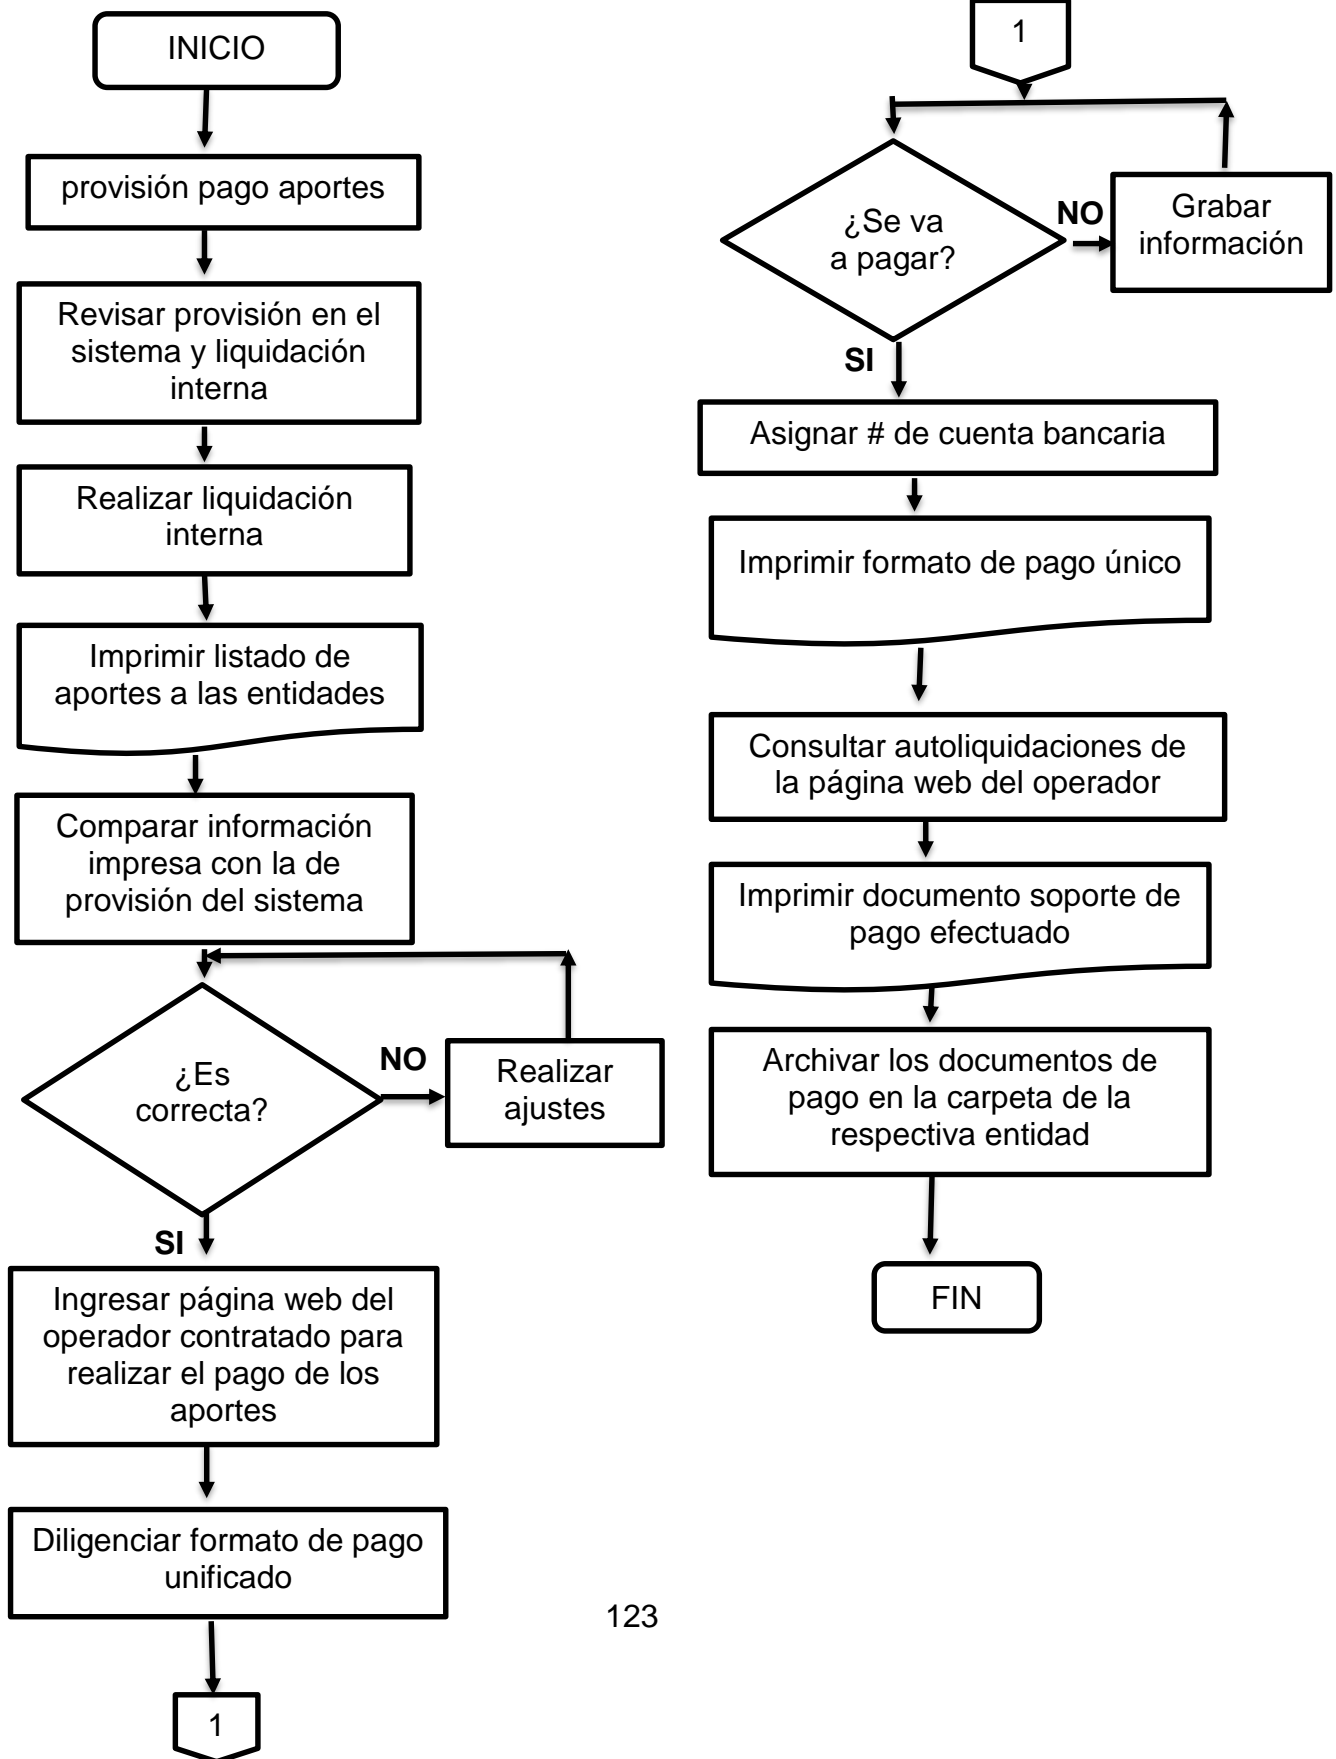 INICIO
provisión pago aportes
Revisar provisión en el
sistema y liquidación
interna
Realizar liquidación
interna
Imprimir listado de
aportes a las entidades
Comparar información
impresa con la de
provisión del sistema
¿Es
correcta?
NO
Realizar
ajustes
SI
Ingresar página web del
operador contratado para
realizar el pago de los
aportes
Diligenciar formato de pago
unificado
1
1
¿Se va
a pagar?
NO
Grabar
información
SI
Asignar # de cuenta bancaria
Imprimir formato de pago único
Consultar autoliquidaciones de
la página web del operador
Imprimir documento soporte de
pago efectuado
Archivar los documentos de
pago en la carpeta de la
respectiva entidad
FIN
123